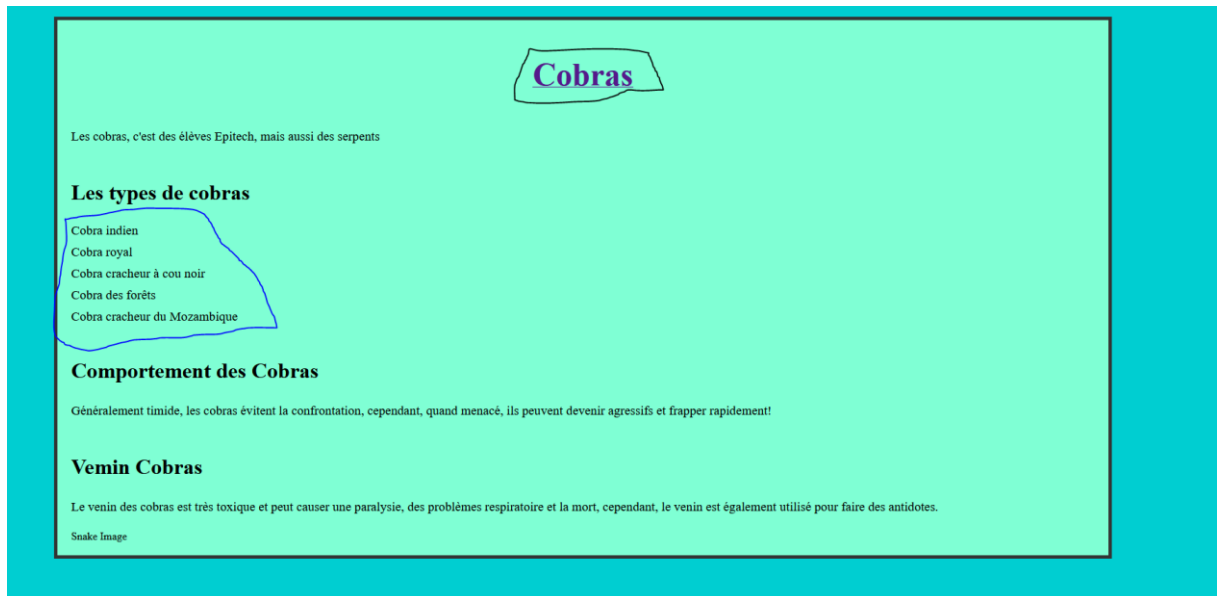 Cobras
Les cobras, c'est des élèves Epitech, mais aussi des serpents
Les types de cobras
Cobra indien
Cobra royal
Cobra cracheur à cou noir
Cobra des forêts
Cobra cracheur du Mozambique
Comportement des Cobras
Généralement timide, les cobras évitent la confrontation, cependant, quand menacé, ils peuvent devenir agressifs et frapper rapidement!
Vemin Cobras
Le venin des cobras est très toxique et peut causer une paralysie, des problèmes respiratoire et la mort, cependant, le venin est également utilisé pour faire des antidotes.
Snake Image